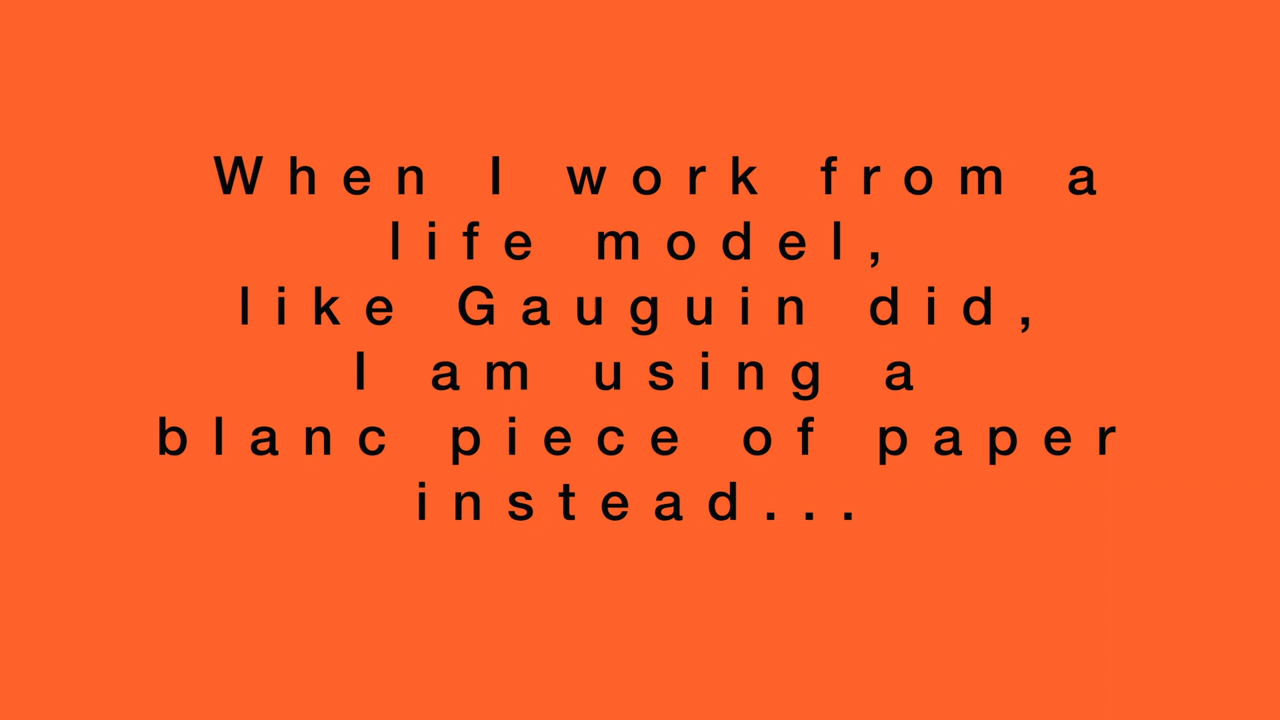 When I work from a
life model,
like Gauguin did,
I am using a
blanc piece of paper
instead...